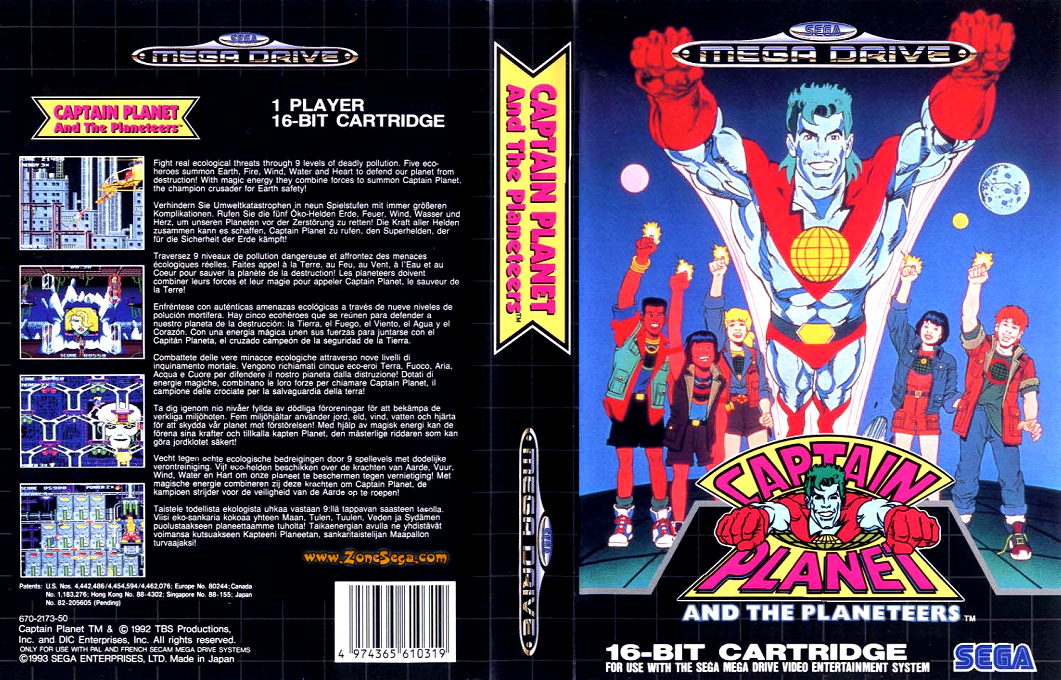 SEGA
MEGA DRIVE
CAPTAIN PLANET
And The Planeteers™
1 PLAYER
16-BIT CARTRIDGE
Fight real ecological threats through 9 levels of deadly pollution. Five eco-
heroes summon Earth, Fire, Wind, Water and Heart to defend our planet from
destruction! With magic energy they combine forces to summon Captain Planet,
the champion crusader for Earth safety!
Verhindern Sie Umweltkatastrophen in neun Spielstufen mit immer größeren
Komplikationen. Rufen Sie die fünf Öko-Helden Erde, Feuer, Wind, Wasser und
Herz, um unseren Planeten vor der Zerstörung zu retten! Die Kraft aller Helden
zusammen kann es schaffen, Captain Planet zu rufen, den Superhelden, der
für die Sicherheit der Erde kämpft!
Traversez 9 niveaux de pollution dangereuse et affrontez des menaces
écologiques réelles. Faites appel à la Terre, au Feu, au Vent, à l'Eau et au
Coeur pour sauver la planète de la destruction! Les planeteers doivent
combiner leurs forces et leur magie pour appeler Captain Planet, le sauveur de
la Terre!
Enfréntese con auténticas amenazas ecológicas a través de nueve niveles de
polución mortífera. Hay cinco ecohéroes que se reúnen para defender a
nuestro planeta de la destrucción: la Tierra, el Fuego, el Viento, el Agua y el
Corazón. Con una energía mágica unen sus fuerzas para juntarse con el
Capitán Planeta, el cruzado campeón de la seguridad de la Tierra.
Combattete delle vere minacce ecologiche attraverso nove livelli di
inquinamento mortale. Vengono richiamati cinque eco-eroi Terra, Fuoco, Aria,
Acqua e Cuore per difendere il nostro pianeta dalla distruzione! Dotati di
energie magiche, combinano le loro forze per chiamare Captain Planet, il
campione delle crociate per la salvaguardia della terra!
Ta dig igenom nio nivåer fyllda av dödliga föroreningar för att bekämpa de
verkliga miljöhoten. Fem miljöhjältar använder jord, eld, vind, vatten och hjärta
för att skydda vår planet mot förstörelsen! Med hjälp av magisk energi kan de
förena sina krafter och tillkalla kapten Planet, den mästerlige riddaren som kan
göra jordklotet säkert!
Vecht tegen echte ecologische bedreigingen door 9 spellevels met dodelijke
verontreiniging. Vijf eco-helden beschikken over de krachten van Aarde, Vuur,
Wind, Water en Hart om onze planeet te beschermen tegen vernietiging! Met
magische energie combineren zij deze krachten om Captain Planet, de
kampioen strijder voor de veiligheid van de Aarde op te roepen!
Taistele todellista ekologista uhkaa vastaan 9:llä tappavan saasteen tasolla.
Viisi eko-sankaria kokoaa yhteen Maan, Tulen, Tuulen, Veden ja Sydämen
puolustaakseen planeettaamme tuholta! Taikaenergian avulla ne yhdistävät
voimansa kutsuakseen Kapteeni Planeetan, sankaritaistelijan Maapallon
turvaajaksi!
www.ZoneSega.com
Patents: U.S. Nos. 4,442,486/4,454,594/4,462,076; Europe No. 80244; Canada
No. 1,183,276; Hong Kong No. 88-4302; Singapore No. 88-155; Japan
No. 82-205605 (Pending)
670-2173-50
Captain Planet TM & © 1992 TBS Productions,
Inc. and DIC Enterprises, Inc. All rights reserved.
ONLY FOR USE WITH PAL AND FRENCH SECAM MEGA DRIVE SYSTEMS
©1993 SEGA ENTERPRISES, LTD. Made in Japan
4 974365 610319
CAPTAIN PLANET
And The Planeteers™
SEGA
MEGA DRIVE
SEGA
MEGA DRIVE
CAPTAIN
PLANET
AND THE PLANETEERS™
16-BIT CARTRIDGE
FOR USE WITH THE SEGA MEGA DRIVE VIDEO ENTERTAINMENT SYSTEM
SEGA